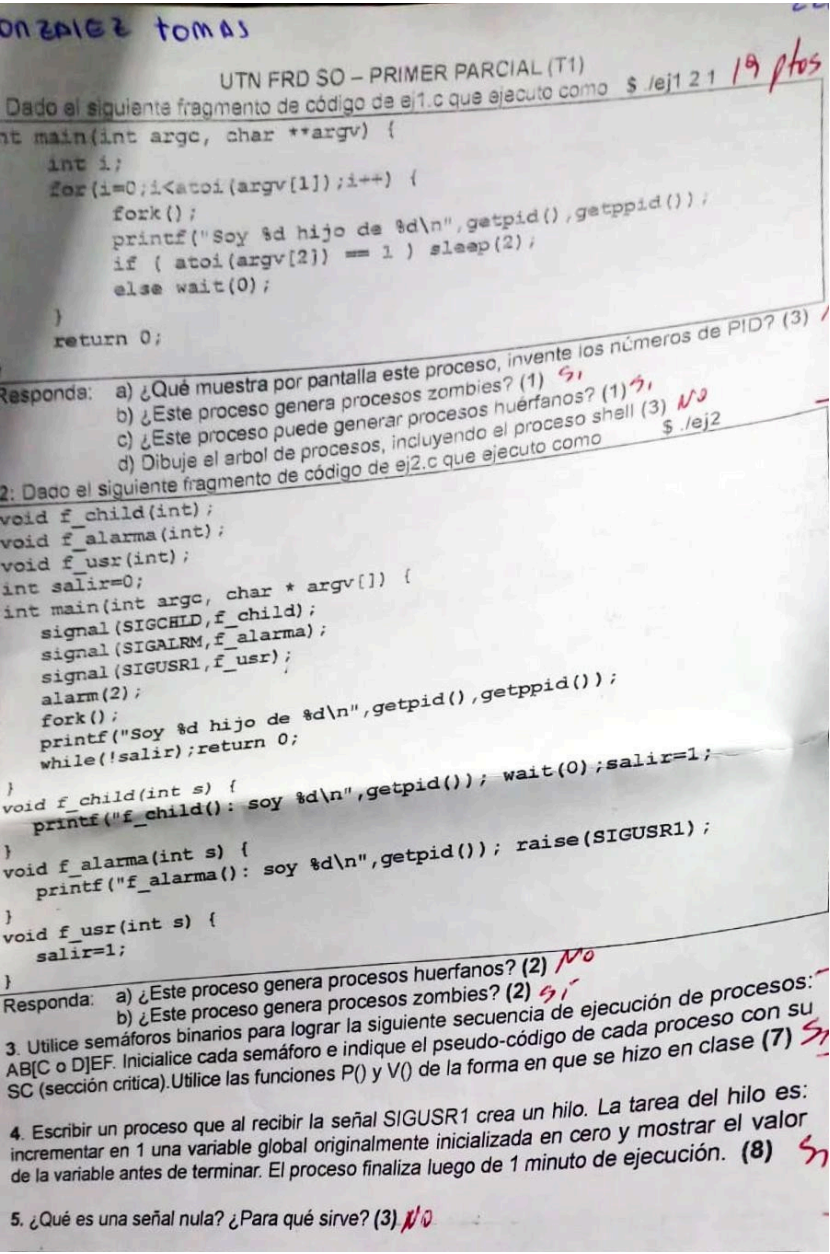 ONZALEZ TOMAS
UTN FRD SO – PRIMER PARCIAL (T1)
19 ptos
Dado el siguiente fragmento de código de ej1.c que ejecuto como $ ./ej1 2 1
nt main(int argc, char **argv) {
int i;
for(i=0;i<atoi(argv[1]);i++) {
fork();
printf("Soy %d hijo de %d\n",getpid(),getppid());
if ( atoi(argv[2]) == 1 ) sleep(2);
else wait(0);
}
return 0;
Responda: a) ¿Qué muestra por pantalla este proceso, invente los números de PID? (3)
b) ¿Este proceso genera procesos zombies? (1) Si
c) ¿Este proceso puede generar procesos huérfanos? (1) Si
d) Dibuje el arbol de procesos, incluyendo el proceso shell (3) NO
2: Dado el siguiente fragmento de código de ej2.c que ejecuto como $ ./ej2
void f_child(int);
void f_alarma(int);
void f_usr(int);
int salir=0;
int main(int argc, char * argv[]) {
signal(SIGCHLD,f_child);
signal(SIGALRM,f_alarma);
signal(SIGUSR1,f_usr);
alarm(2);
fork();
printf("Soy %d hijo de %d\n",getpid(),getppid());
while(!salir);return 0;
}
void f_child(int s) {
printf("f_child(): soy %d\n",getpid()); wait(0);salir=1;
}
void f_alarma(int s) {
printf("f_alarma(): soy %d\n",getpid()); raise(SIGUSR1);
}
void f_usr(int s) {
salir=1;
}
Responda: a) ¿Este proceso genera procesos huerfanos? (2) NO
b) ¿Este proceso genera procesos zombies? (2) Si
3. Utilice semáforos binarios para lograr la siguiente secuencia de ejecución de procesos:
AB[C o D]EF. Inicialice cada semáforo e indique el pseudo-código de cada proceso con su
SC (sección critica).Utilice las funciones P() y V() de la forma en que se hizo en clase (7) Si
4. Escribir un proceso que al recibir la señal SIGUSR1 crea un hilo. La tarea del hilo es:
incrementar en 1 una variable global originalmente inicializada en cero y mostrar el valor
de la variable antes de terminar. El proceso finaliza luego de 1 minuto de ejecución. (8) Si
5. ¿Qué es una señal nula? ¿Para qué sirve? (3) NO